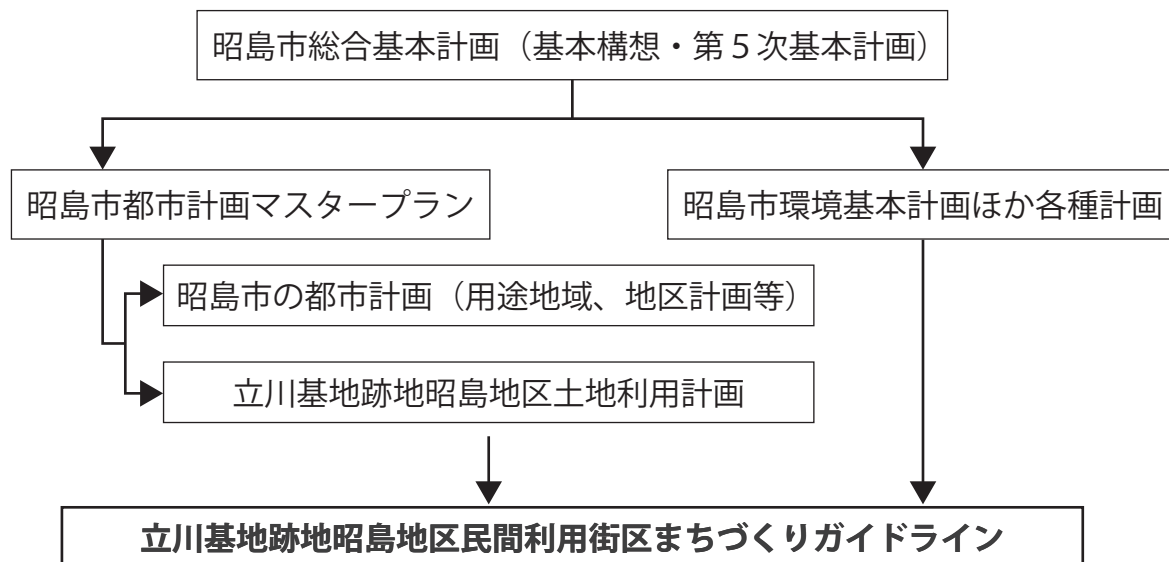 昭島市総合基本計画（基本構想・第５次基本計画）
昭島市都市計画マスタープラン
昭島市環境基本計画ほか各種計画
昭島市の都市計画（用途地域、地区計画等）
立川基地跡地昭島地区土地利用計画
立川基地跡地昭島地区民間利用街区まちづくりガイドライン